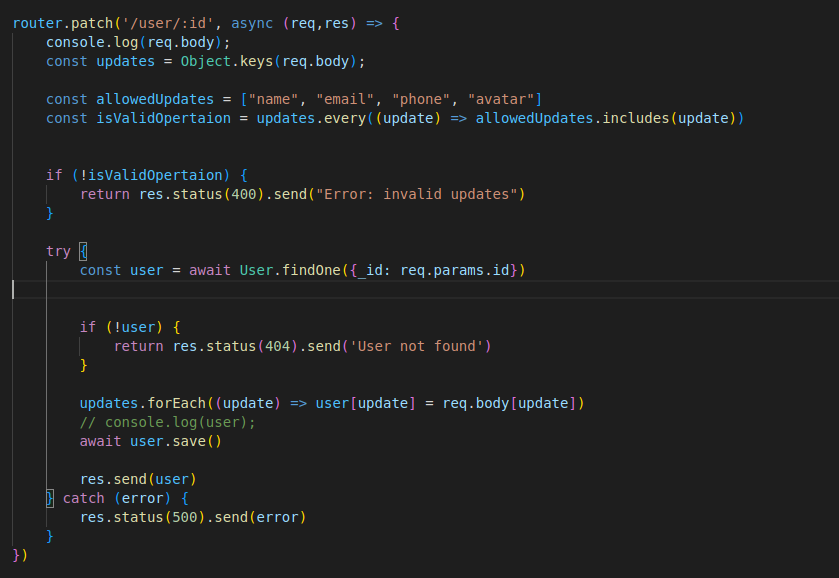 router.patch('/user/:id', async (req,res) => {
    console.log(req.body);
    const updates = Object.keys(req.body);
    const allowedUpdates = ["name", "email", "phone", "avatar"]
    const isValidOpertaion = updates.every((update) => allowedUpdates.includes(update))
    if (!isValidOpertaion) {
        return res.status(400).send("Error: invalid updates")
    }
    try {
        const user = await User.findOne({_id: req.params.id})
        if (!user) {
            return res.status(404).send('User not found')
        }
        updates.forEach((update) => user[update] = req.body[update])
        // console.log(user);
        await user.save()
        res.send(user)
    } catch (error) {
        res.status(500).send(error)
    }
})